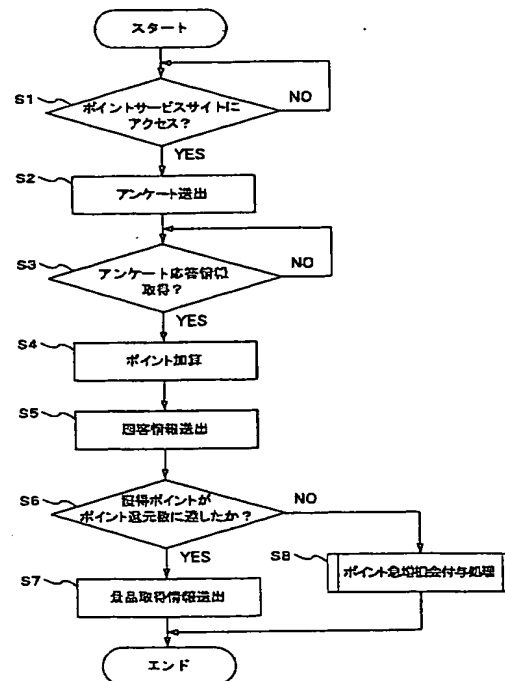 スタート
S1
ポイントサービスサイトに
アクセス？
NO
YES
S2
アンケート送出
S3
アンケート応答情報
取得？
NO
YES
S4
ポイント加算
S5
顧客情報送出
S6
獲得ポイントが
ポイント還元数に達したか？
NO
YES
S7
景品取得情報送出
S8
ポイント急増機会付与処理
エンド